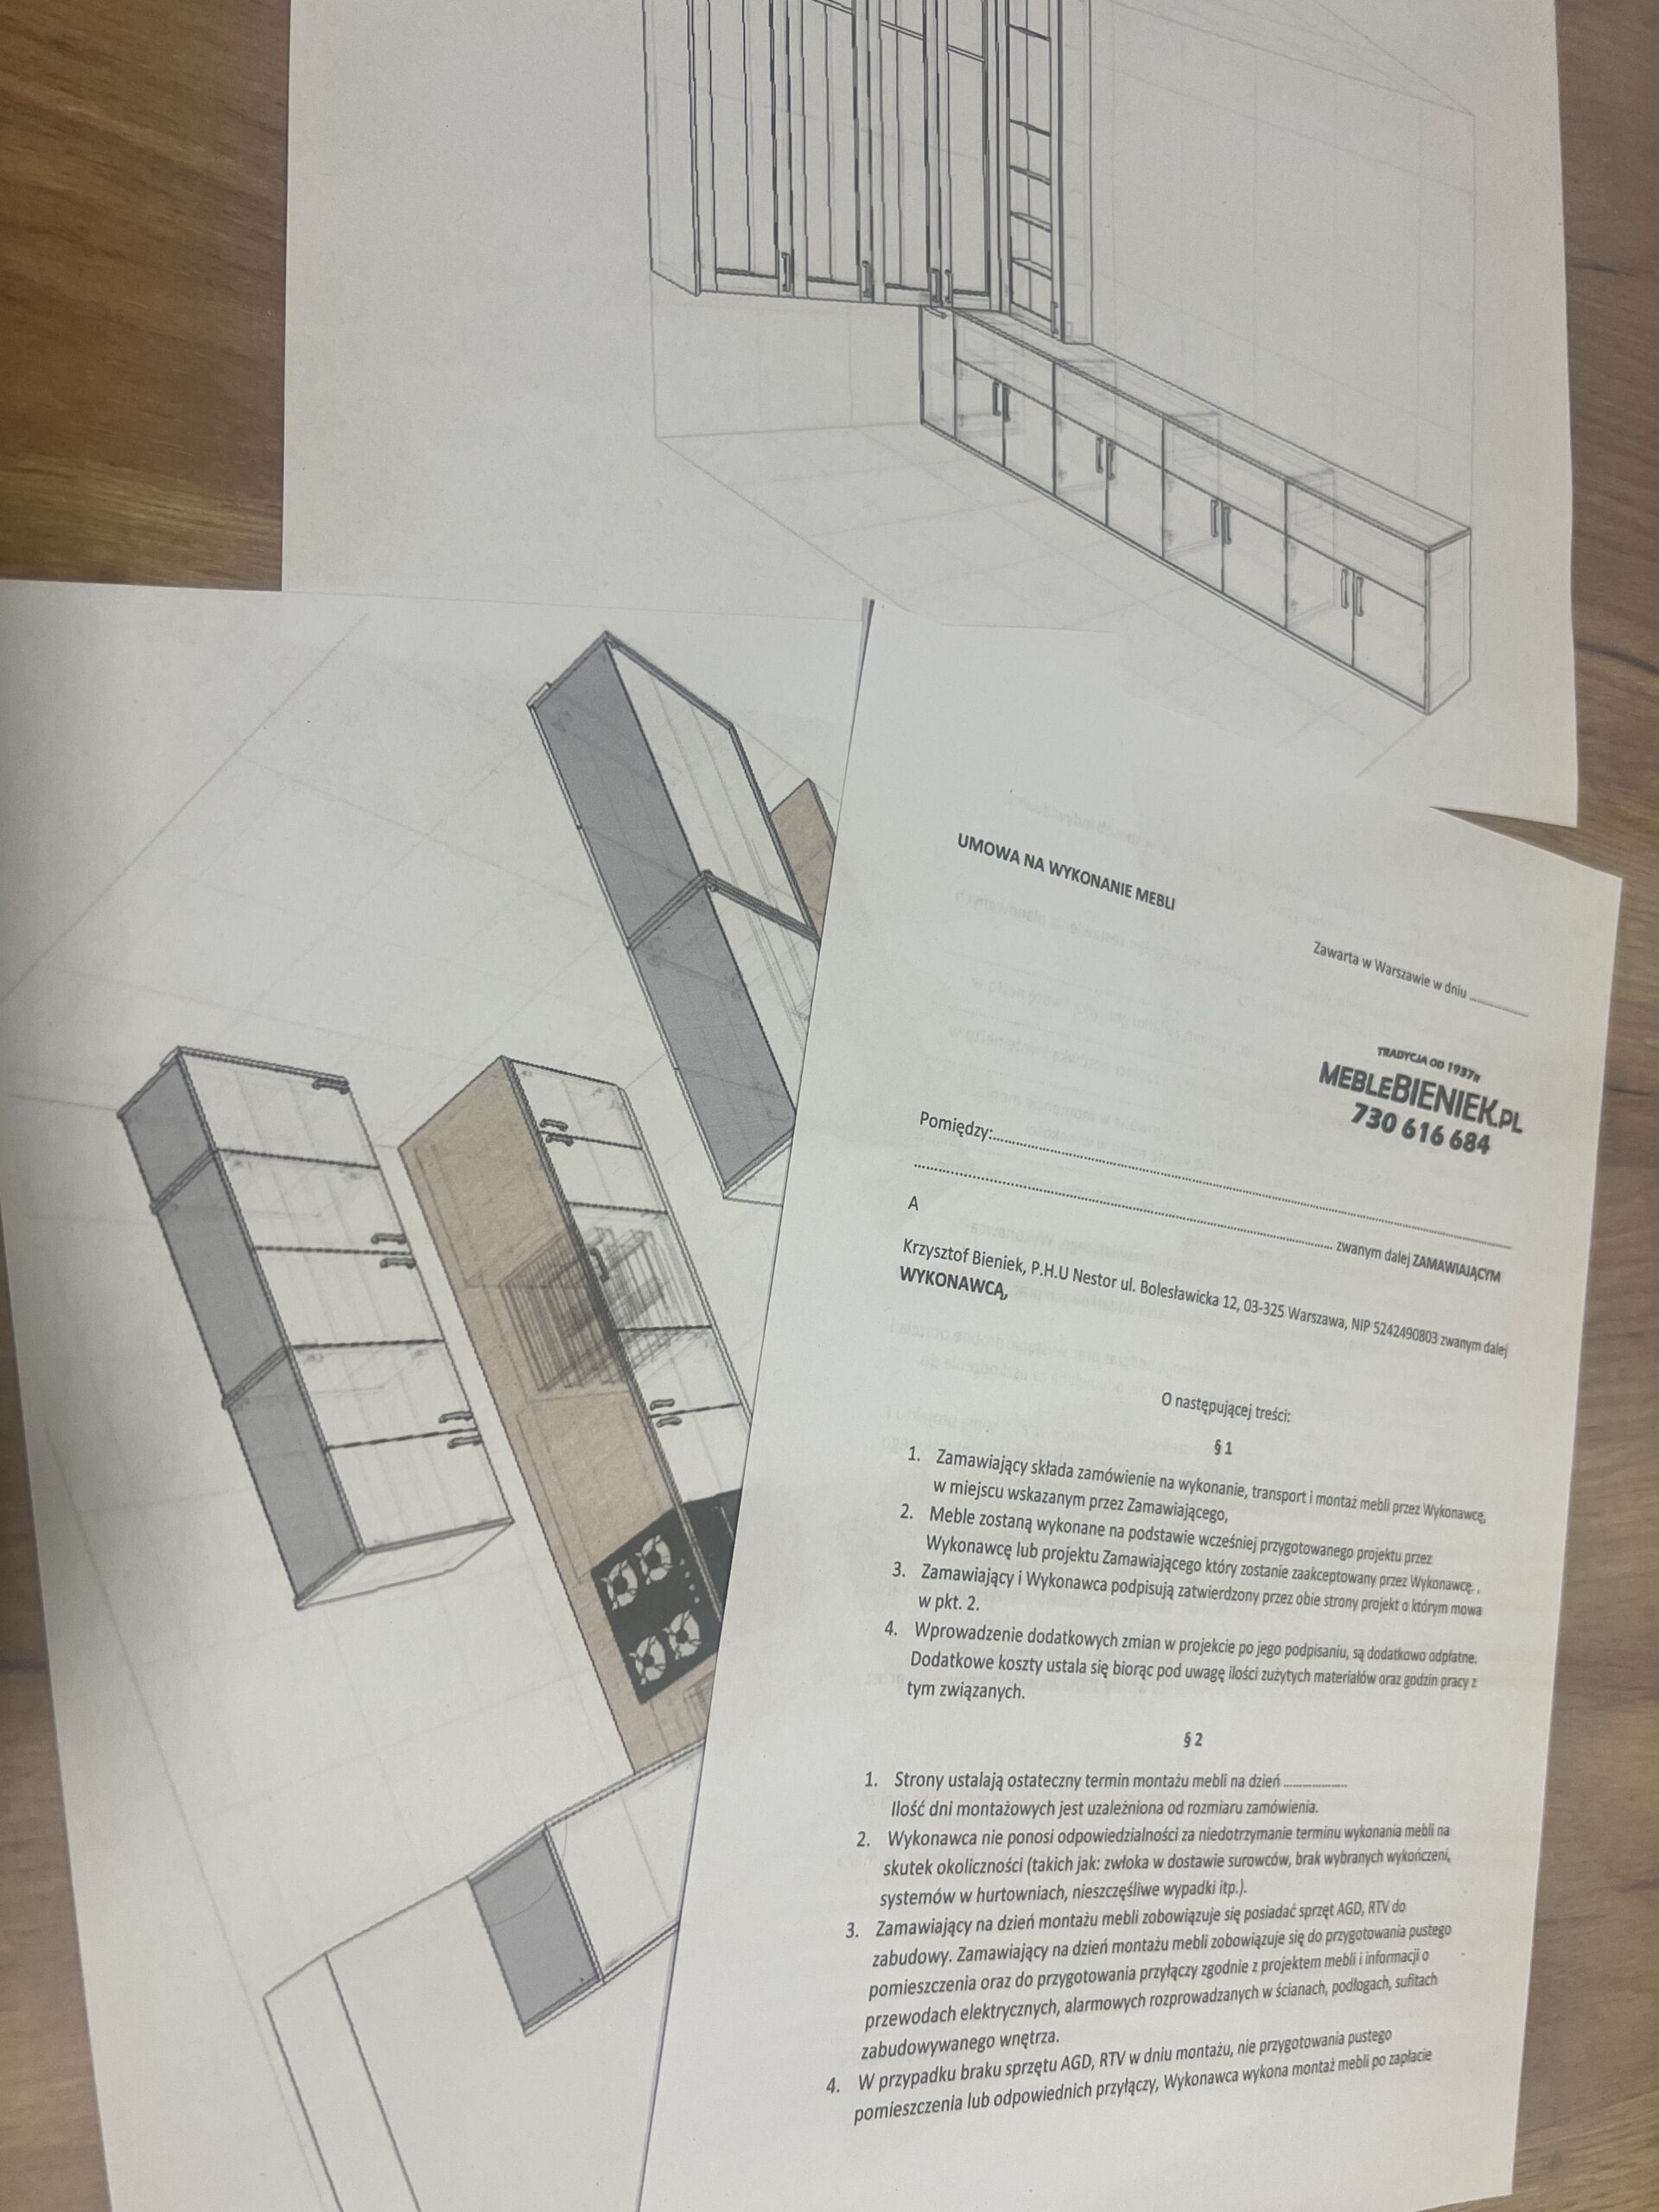 UMOWA NA WYKONANIE MEBLI
Zawarta w Warszawie w dniu __________
TRADYCJA OD 1937R
MEBLEBIENIEK.PL
730 616 684
Pomiędzy:..........................................................................................
.......................................................................... zwanym dalej ZAMAWIAJĄCYM
A
Krzysztof Bieniek, P.H.U Nestor ul. Bolesławicka 12, 03-325 Warszawa, NIP 5242490803 zwanym dalej
WYKONAWCĄ,
O następującej treści:
§ 1
1. Zamawiający składa zamówienie na wykonanie, transport i montaż mebli przez Wykonawcę,
w miejscu wskazanym przez Zamawiającego,
2. Meble zostaną wykonane na podstawie wcześniej przygotowanego projektu przez
Wykonawcę lub projektu Zamawiającego który zostanie zaakceptowany przez Wykonawcę. ,
3. Zamawiający i Wykonawca podpisują zatwierdzony przez obie strony projekt o którym mowa
w pkt. 2.
4. Wprowadzenie dodatkowych zmian w projekcie po jego podpisaniu, są dodatkowo odpłatne.
Dodatkowe koszty ustala się biorąc pod uwagę ilości zużytych materiałów oraz godzin pracy z
tym związanych.
§ 2
1. Strony ustalają ostateczny termin montażu mebli na dzień ..................
Ilość dni montażowych jest uzależniona od rozmiaru zamówienia.
2. Wykonawca nie ponosi odpowiedzialności za niedotrzymanie terminu wykonania mebli na
skutek okoliczności (takich jak: zwłoka w dostawie surowców, brak wybranych wykończeni,
systemów w hurtowniach, nieszczęśliwe wypadki itp.).
3. Zamawiający na dzień montażu mebli zobowiązuje się posiadać sprzęt AGD, RTV do
zabudowy. Zamawiający na dzień montażu mebli zobowiązuje się do przygotowania pustego
pomieszczenia oraz do przygotowania przyłączy zgodnie z projektem mebli i informacji o
przewodach elektrycznych, alarmowych rozprowadzanych w ścianach, podłogach, sufitach
zabudowywanego wnętrza.
4. W przypadku braku sprzętu AGD, RTV w dniu montażu, nie przygotowania pustego
pomieszczenia lub odpowiednich przyłączy, Wykonawca wykona montaż mebli po zapłacie